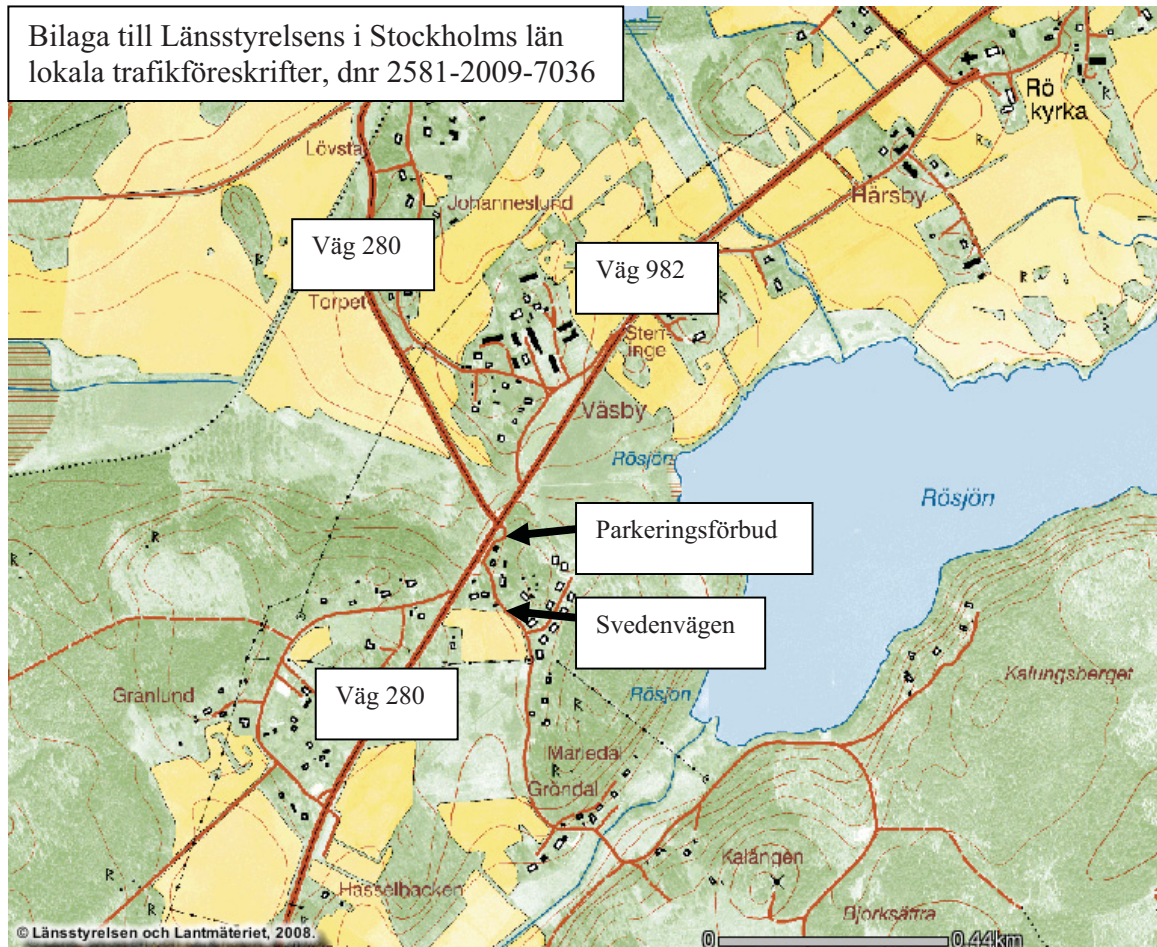 Bilaga till Länsstyrelsens i Stockholms län
lokala trafikföreskrifter, dnr 2581-2009-7036
Rö
kyrka
R
Lövsta
Härsby
Johanneslund
Väg 280
Väg 982
R
R
R
Torpet
Sten-
inge
Väsby
Rösjön
Rösjön
Parkeringsförbud
R
R
R
Svedenvägen
Kalungsberget
Granlund
Väg 280
Rösjön
R
R
Mariedal
Gröndal
R
Kalängen
R
Hasselbacken
R
Björksäffra
© Länsstyrelsen och Lantmäteriet, 2008.
0 0.44km